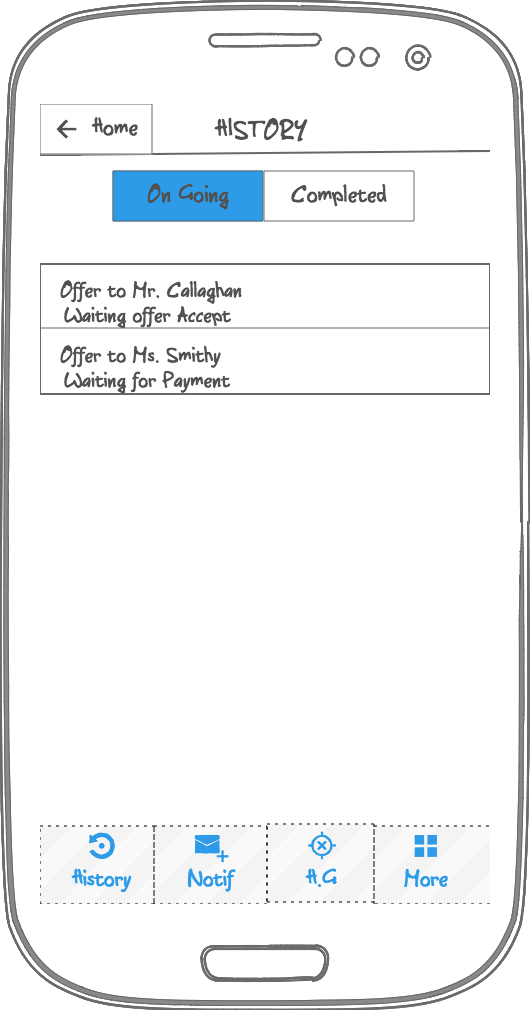 Home
HISTORY
On Going
Completed
Offer to Mr. Callaghan
Waiting offer Accept
Offer to Ms. Smithy
Waiting for Payment
History
Notif
H.G
More